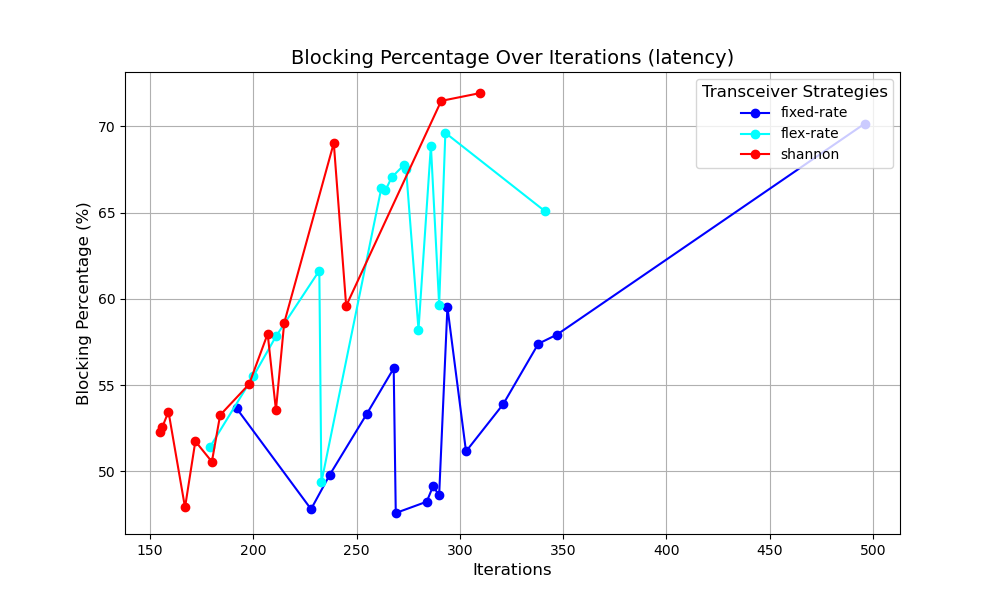 Blocking Percentage Over Iterations (latency)
Transceiver Strategies
fixed-rate
flex-rate
shannon
Blocking Percentage (%)
70
65
60
55
50
150 200 250 300 350 400 450 500
Iterations